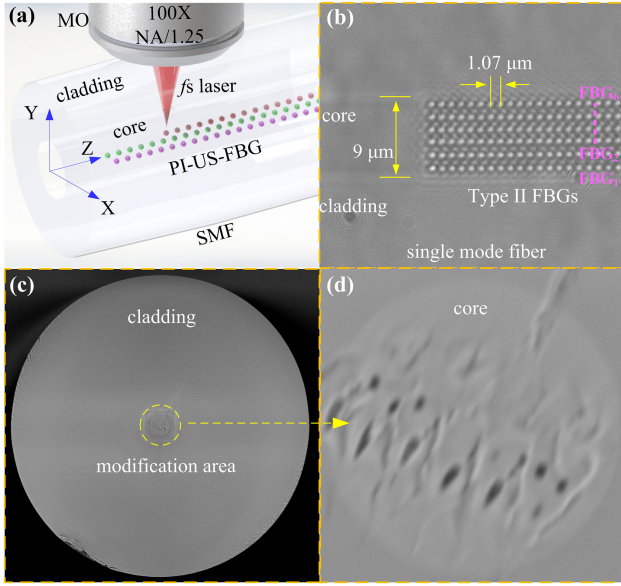 (a)
MO
100X
NA/1.25
cladding
fs laser
Y
core
Z
PI-US-FBG
X
SMF
(b)
1.07 μm
FBG₉
core
9 μm
FBG₂
FBG₁
Type II FBGs
cladding
single mode fiber
(c)
cladding
modification area
(d)
core